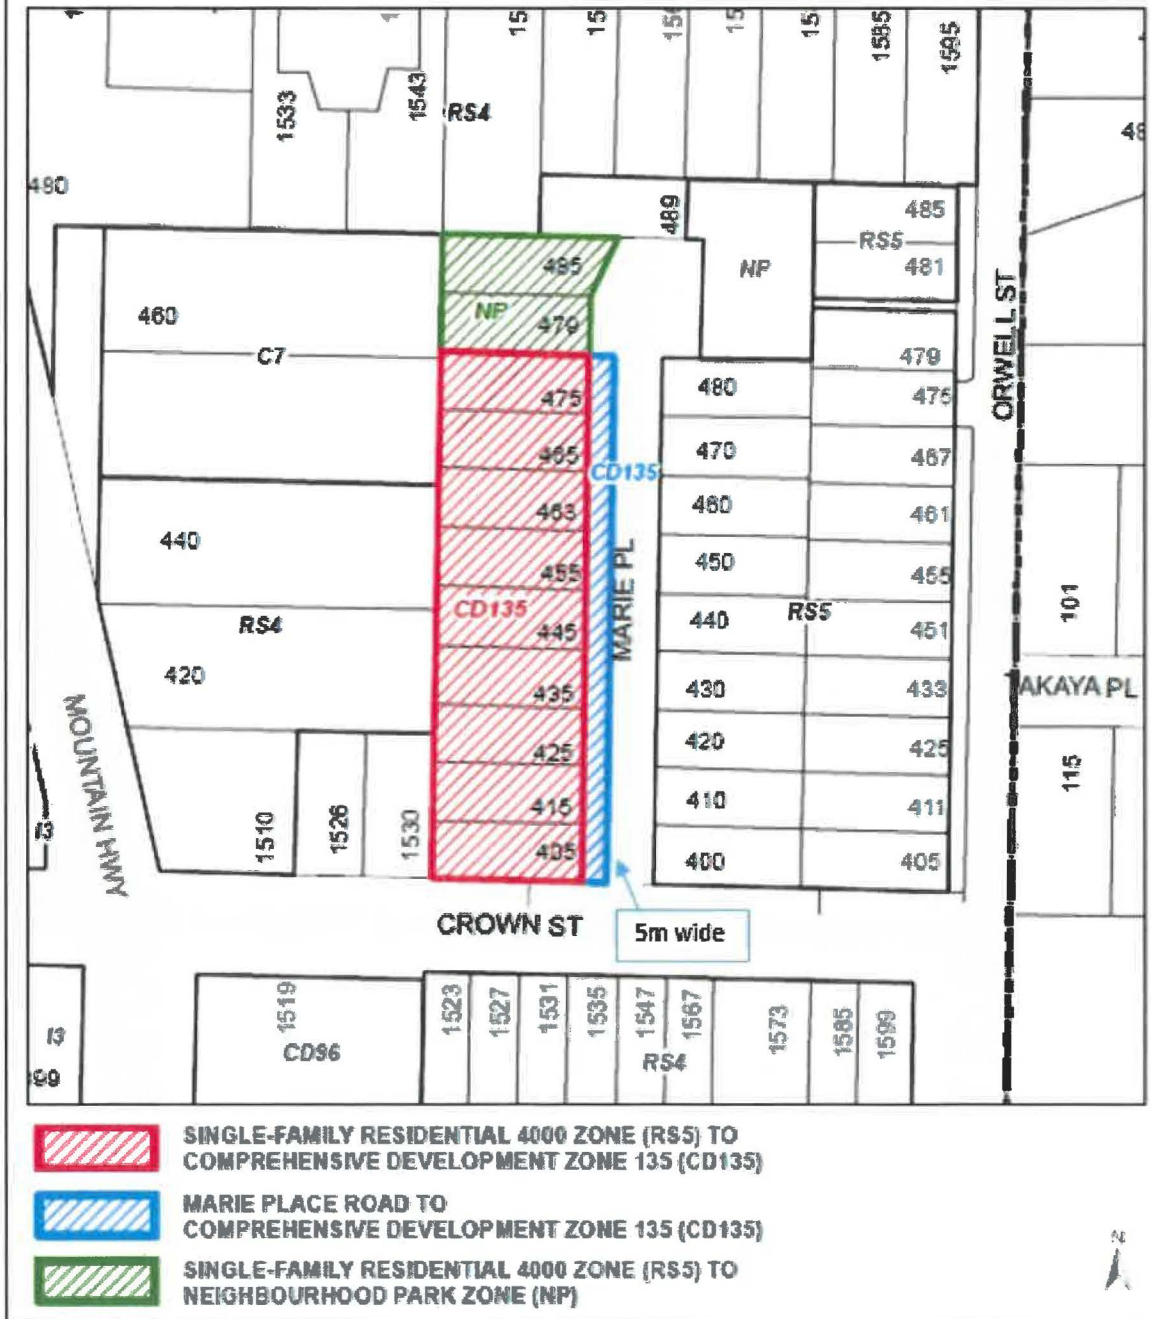 1533
1543
RS4
1585
1595
480
489
485
RS5
481
NP
460
C7
485
NP
479
ORWELL ST
479
475
480
475
470
465
CD135
467
460
463
461
440
450
455
455
MARIE PL
CD135
440
RS5
101
RS4
445
451
420
435
430
433
AKAYA PL
MOUNTAIN HWY
425
420
425
115
1510
1526
1530
415
410
411
I3
405
400
405
CROWN ST
5m wide
1519
1523
1527
1531
1535
1547
1567
1573
1585
1599
I3
CD96
RS4
99
SINGLE-FAMILY RESIDENTIAL 4000 ZONE (RS5) TO
COMPREHENSIVE DEVELOPMENT ZONE 135 (CD135)
MARIE PLACE ROAD TO
COMPREHENSIVE DEVELOPMENT ZONE 135 (CD135)
SINGLE-FAMILY RESIDENTIAL 4000 ZONE (RS5) TO
NEIGHBOURHOOD PARK ZONE (NP)
N